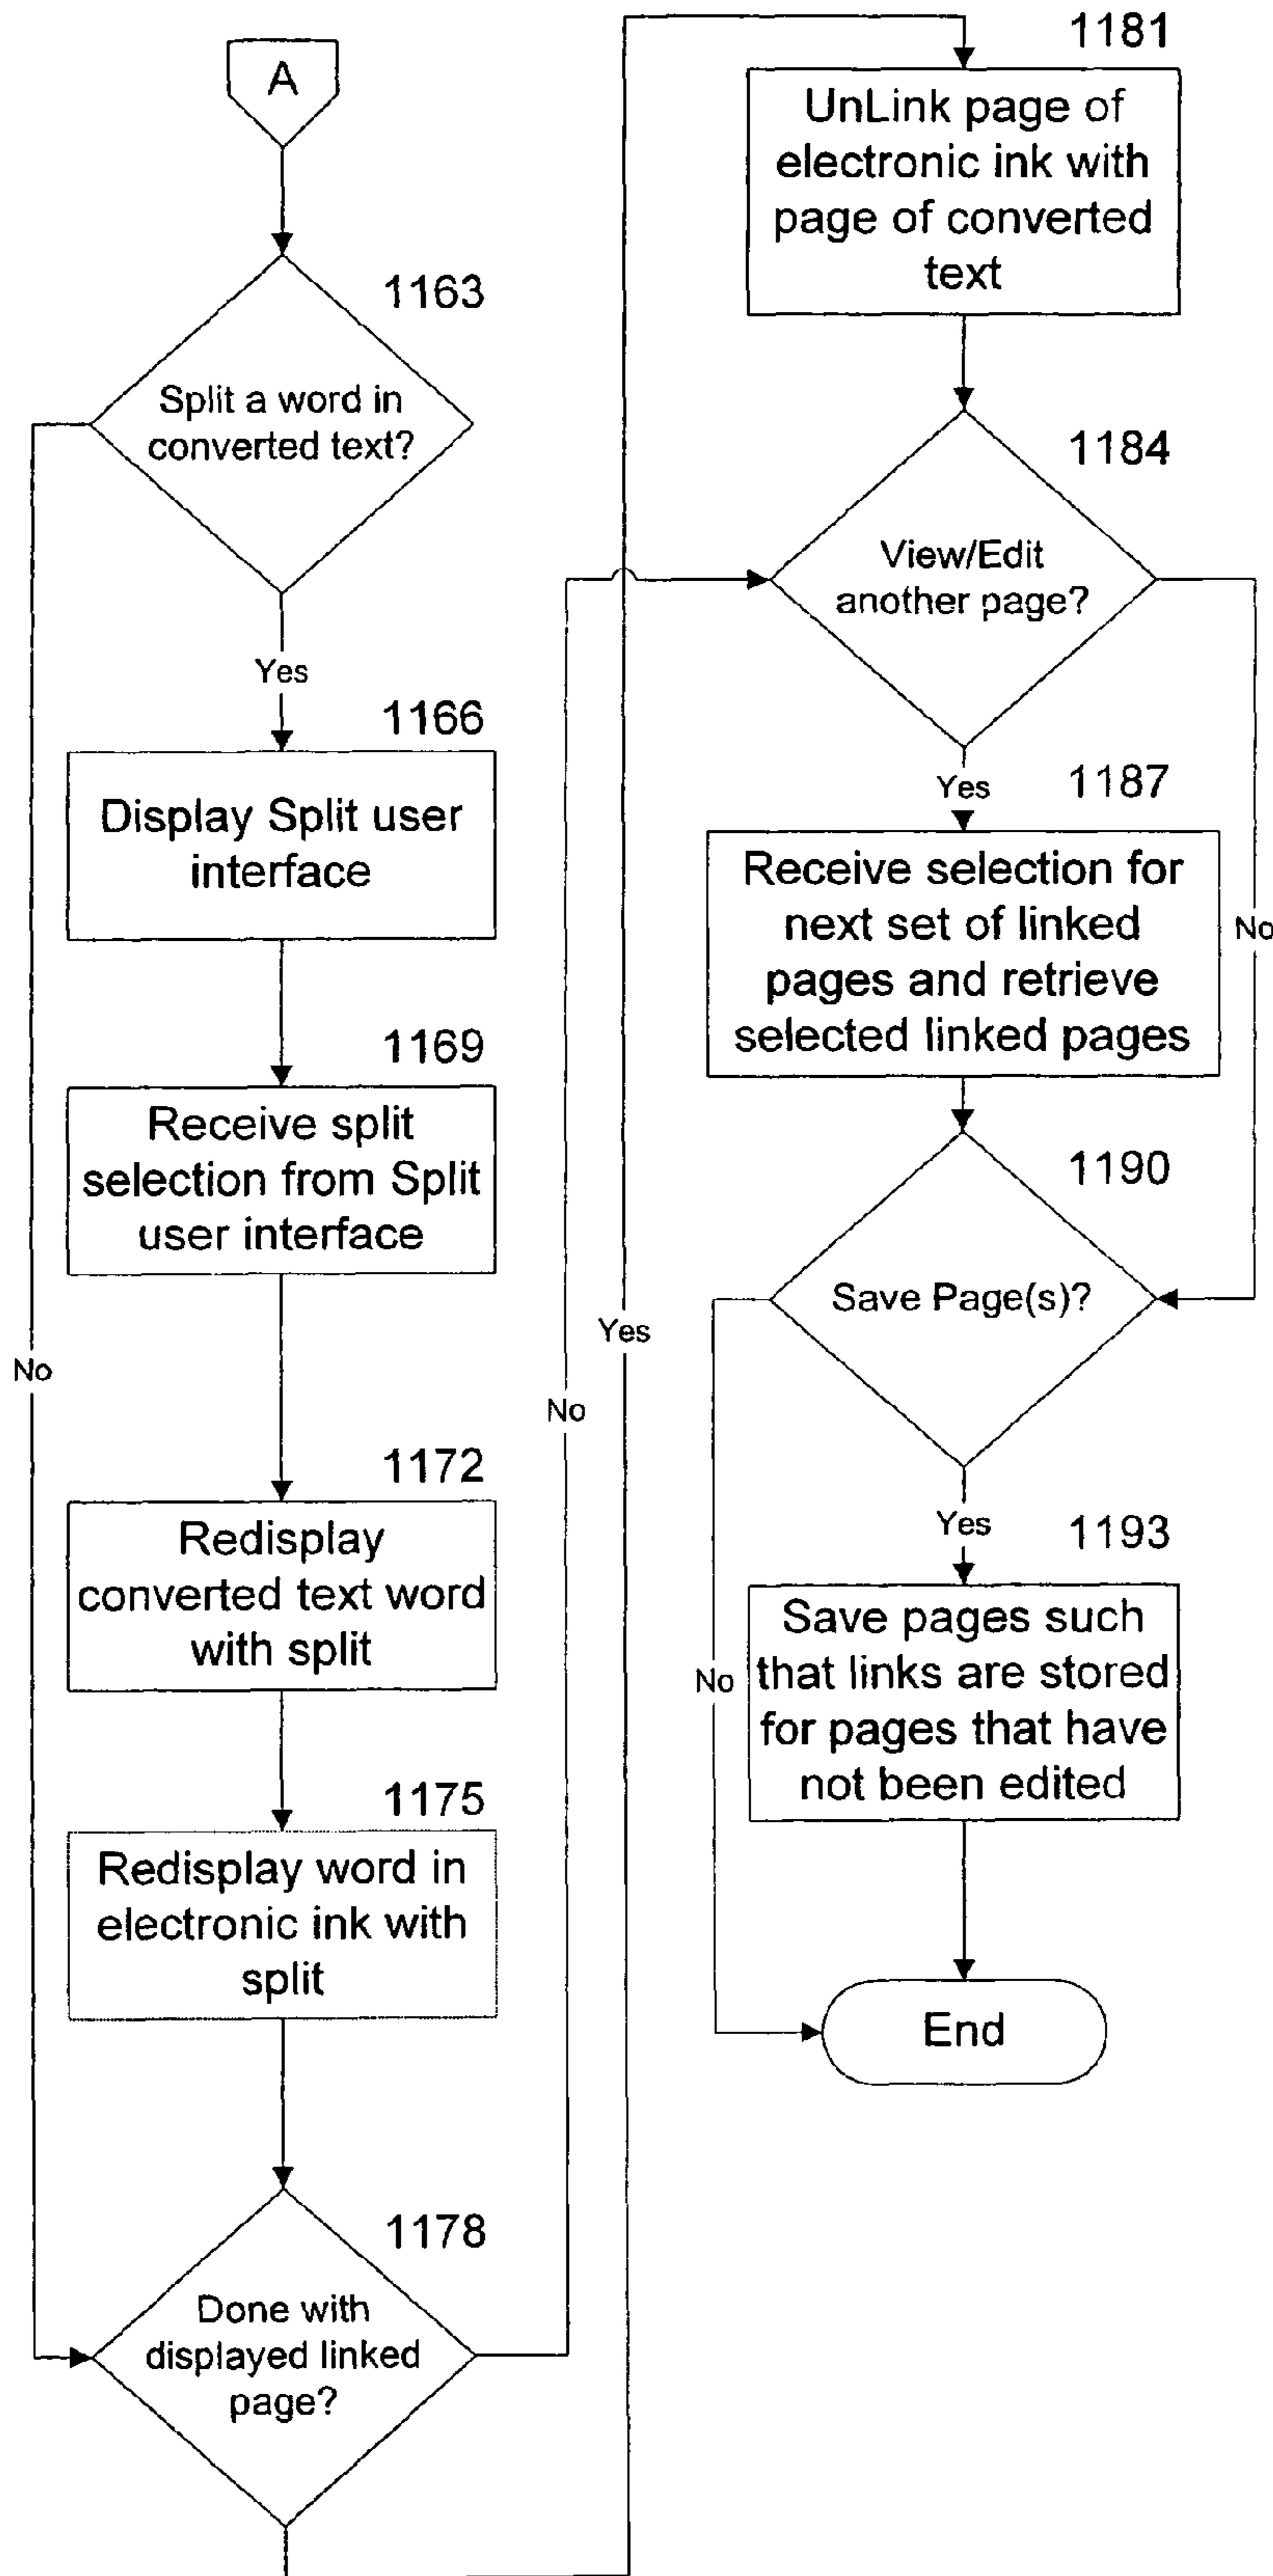 A
1163
Split a word in
converted text?
Yes
1166
Display Split user
interface
1169
Receive split
selection from Split
user interface
No
1172
Redisplay
converted text word
with split
1175
Redisplay word in
electronic ink with
split
1178
Done with
displayed linked
page?
No
Yes
1181
UnLink page of
electronic ink with
page of converted
text
1184
View/Edit
another page?
Yes
1187
No
Receive selection for
next set of linked
pages and retrieve
selected linked pages
1190
Save Page(s)?
Yes
1193
No
Save pages such
that links are stored
for pages that have
not been edited
End